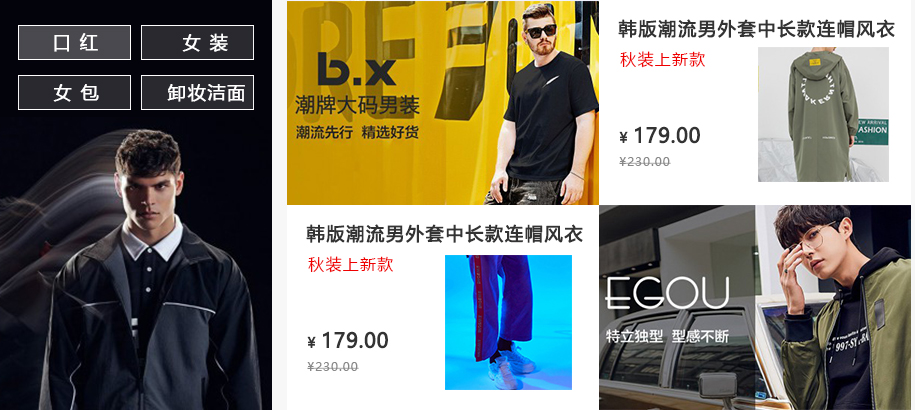 口 红
女 装
女 包
卸妆洁面
b.x
潮牌大码男装
潮流先行 精选好货
韩版潮流男外套中长款连帽风衣
秋装上新款
¥ 179.00
¥230.00
FASHION
韩版潮流男外套中长款连帽风衣
秋装上新款
¥ 179.00
¥230.00
EGOU
特立独型 型感不断